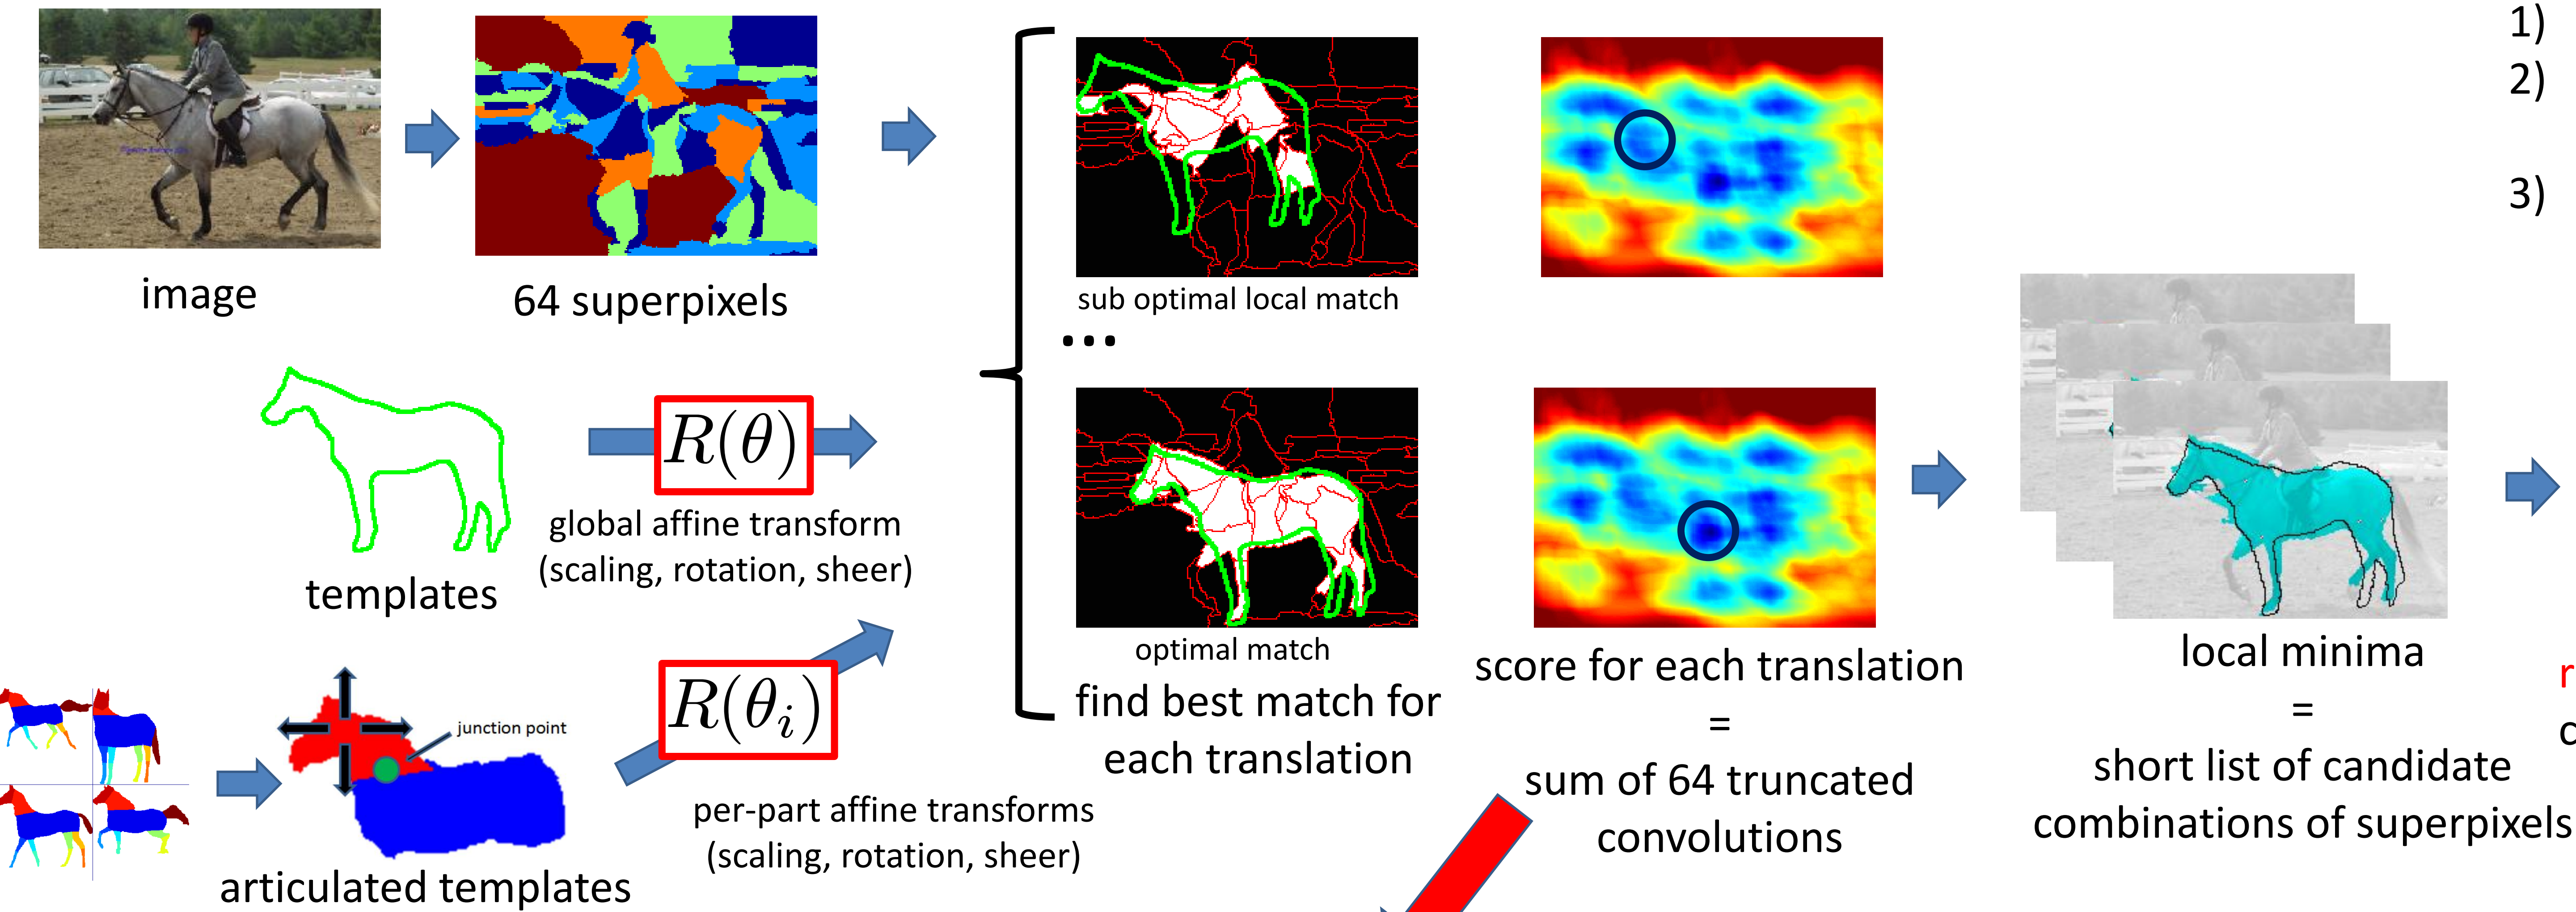 1)
2)
3)
image
64 superpixels
sub optimal local match
...
templates
R(θ)
global affine transform
(scaling, rotation, sheer)
optimal match
find best match for
each translation
score for each translation
=
sum of 64 truncated
convolutions
local minima
=
short list of candidate
combinations of superpixels
r
c
junction point
articulated templates
R(θ_i)
per-part affine transforms
(scaling, rotation, sheer)